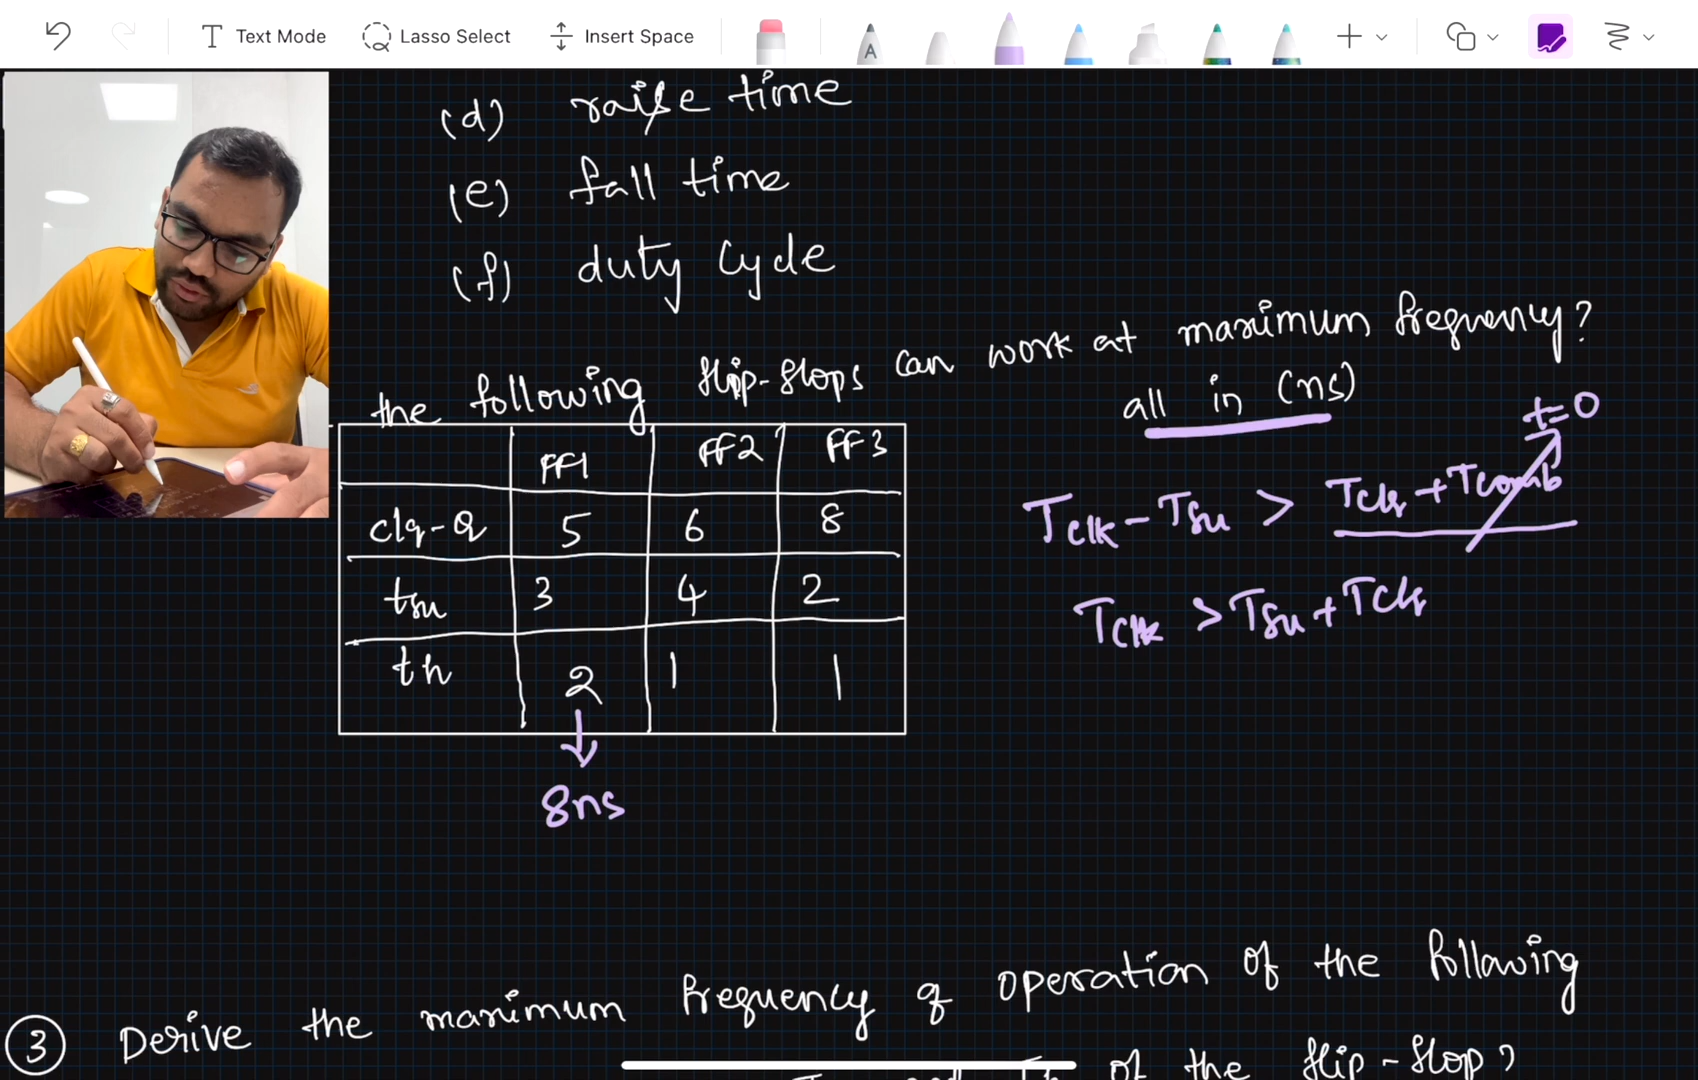 Text Mode Lasso Select Insert Space
A
(d) raise time
(e) fall time
(f) duty cycle
the following flip-flops can work at maximum frequency?
all in (ns)
t=0
FF1 FF2 FF3
Tclk - Tsu > Tclq + Tcomb
clq-Q 5 6 8
tsu 3 4 2
Tclk > Tsu + Tclq
th 2 1 1
8ns
3 Derive the maximum frequency of operation of the following
of the flip-flop?